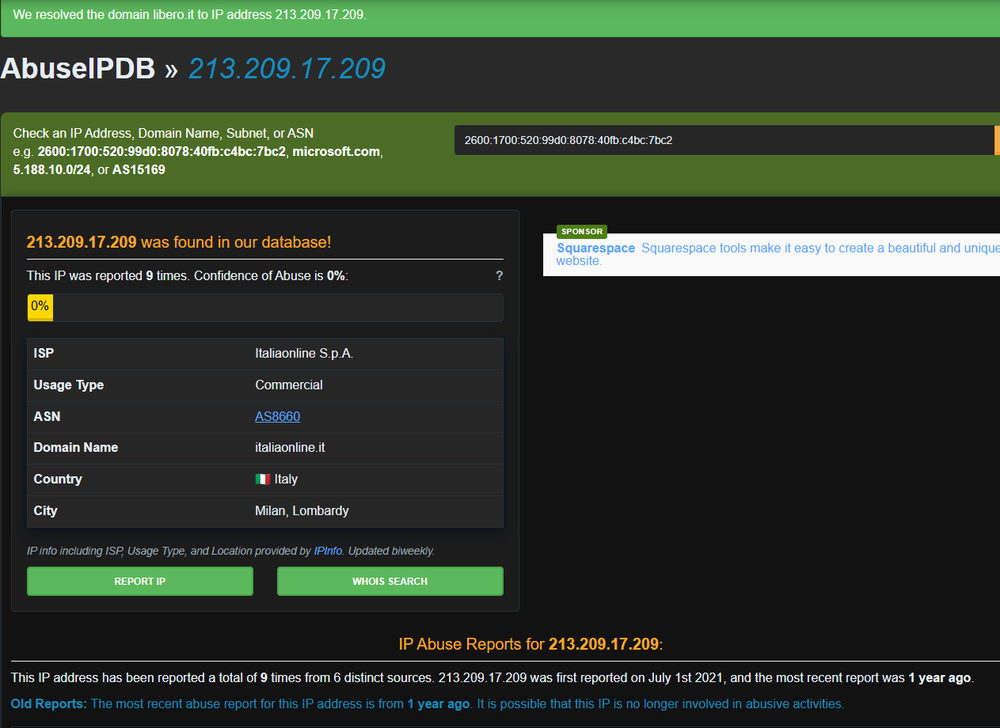 We resolved the domain libero.it to IP address 213.209.17.209.
AbuseIPDB » 213.209.17.209
Check an IP Address, Domain Name, Subnet, or ASN
e.g. 2600:1700:520:99d0:8078:40fb:c4bc:7bc2, microsoft.com,
5.188.10.0/24, or AS15169
2600:1700:520:99d0:8078:40fb:c4bc:7bc2
213.209.17.209 was found in our database!
This IP was reported 9 times. Confidence of Abuse is 0%: ?
0%
ISP Italiaonline S.p.A.
Usage Type Commercial
ASN AS8660
Domain Name italiaonline.it
Country Italy
City Milan, Lombardy
IP info including ISP, Usage Type, and Location provided by IPInfo. Updated biweekly.
REPORT IP WHOIS SEARCH
SPONSOR
Squarespace Squarespace tools make it easy to create a beautiful and unique
website.
IP Abuse Reports for 213.209.17.209:
This IP address has been reported a total of 9 times from 6 distinct sources. 213.209.17.209 was first reported on July 1st 2021, and the most recent report was 1 year ago.
Old Reports: The most recent abuse report for this IP address is from 1 year ago. It is possible that this IP is no longer involved in abusive activities.